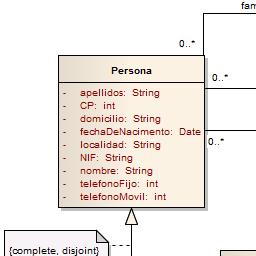 fam
0..*
Persona
0..*
- apellidos: String
- CP: int
- domicilio: String
- fechaDeNacimento: Date
- localidad: String
0..*
- NIF: String
- nombre: String
- telefonoFijo: int
- telefonoMovil: int
{complete, disjoint}